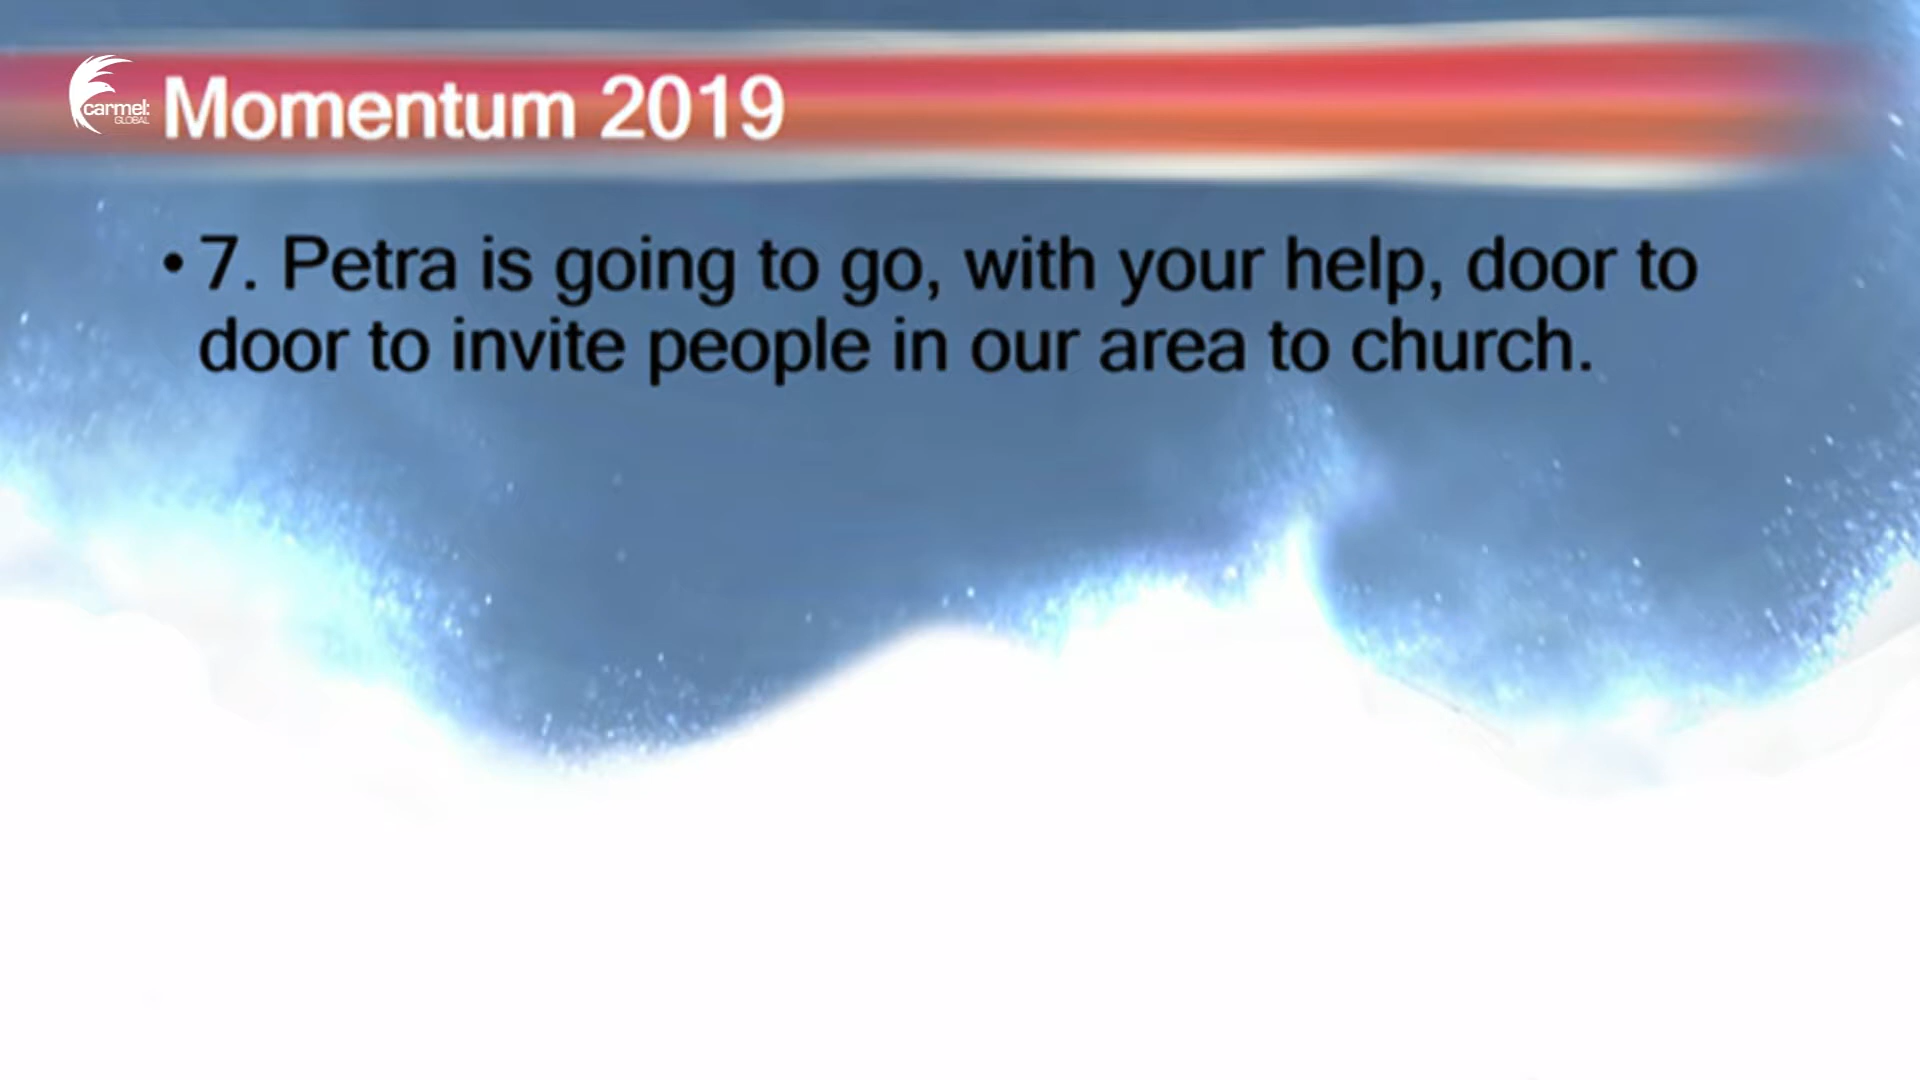 carmel:
GLOBAL
Momentum 2019
• 7. Petra is going to go, with your help, door to
door to invite people in our area to church.